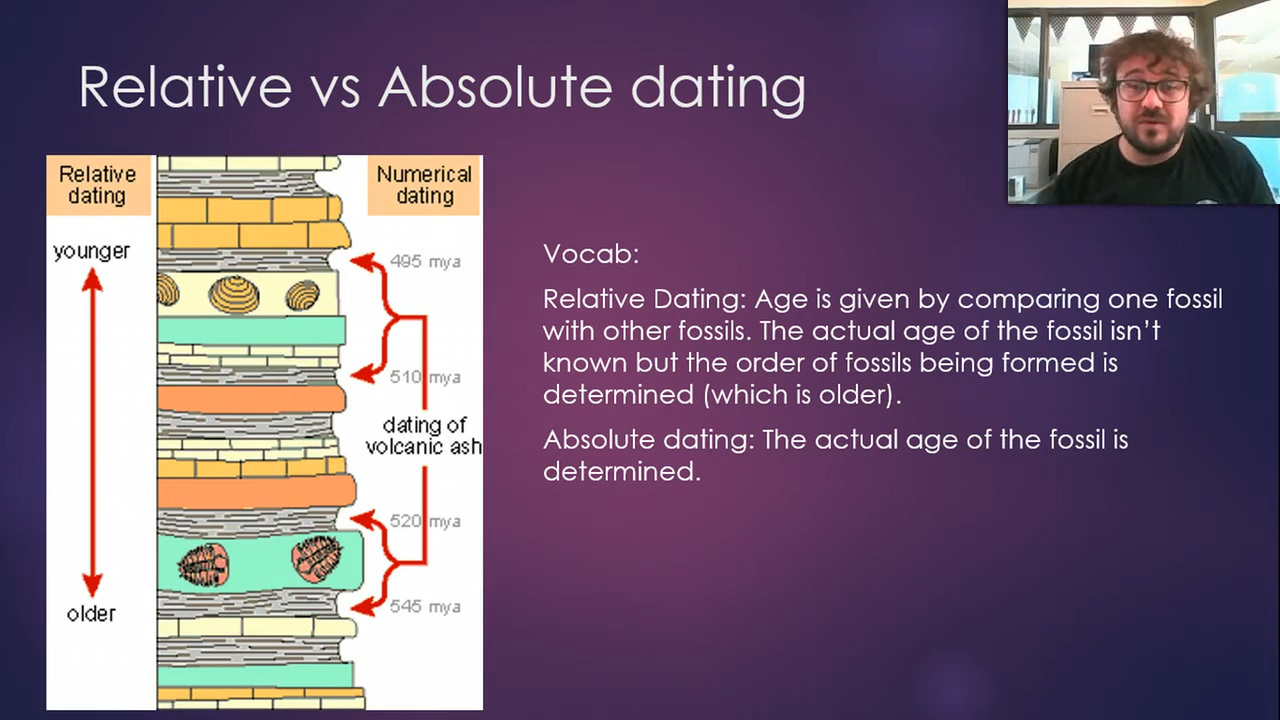 Relative vs Absolute dating
Relative
dating
Numerical
dating
younger
495 mya
510 mya
dating of
volcanic ash
520 mya
older
545 mya
Vocab:
Relative Dating: Age is given by comparing one fossil
with other fossils. The actual age of the fossil isn't
known but the order of fossils being formed is
determined (which is older).
Absolute dating: The actual age of the fossil is
determined.